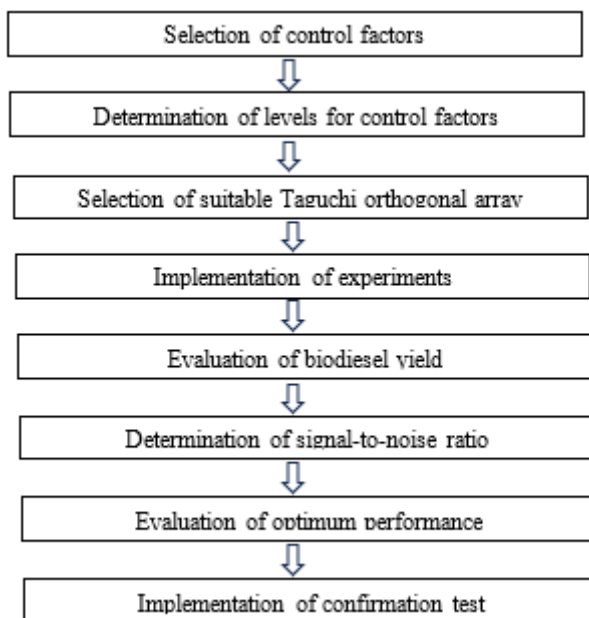 Selection of control factors
Determination of levels for control factors
Selection of suitable Taguchi orthogonal array
Implementation of experiments
Evaluation of biodiesel yield
Determination of signal-to-noise ratio
Evaluation of optimum performance
Implementation of confirmation test